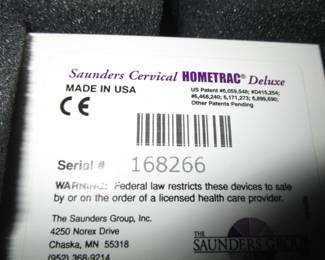 Saunders Cervical HOMETRAC® Deluxe
MADE IN USA
US Patent #6,059,548; #D415,254;
#5,468,240; 6,171,273; 6,899,690;
Other Patents Pending
CE
Serial # 168266
WARNING: Federal law restricts these devices to sale
by or on the order of a licensed health care provider.
The Saunders Group, Inc.
4250 Norex Drive
Chaska, MN 55318
(952) 368-9214
THE
SAUNDERS GROUP